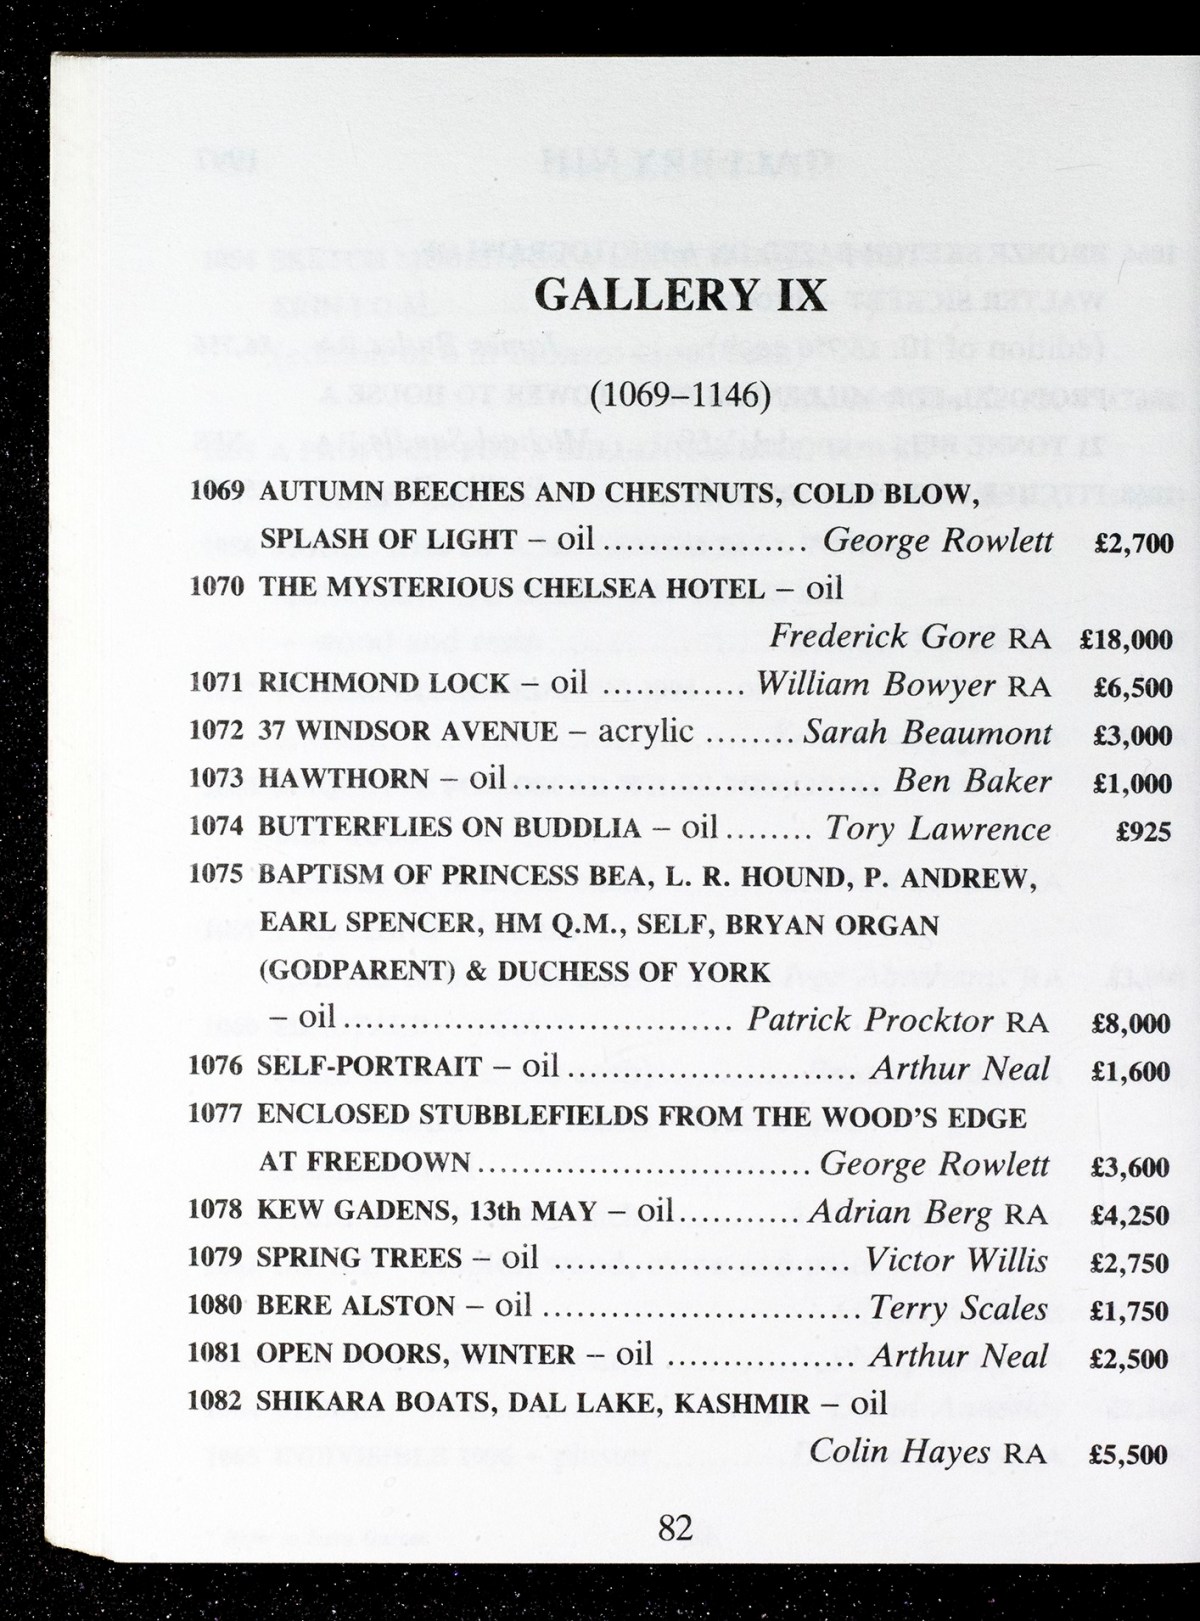 GALLERY IX
(1069–1146)
1069 AUTUMN BEECHES AND CHESTNUTS, COLD BLOW,
SPLASH OF LIGHT – oil .................. George Rowlett £2,700
1070 THE MYSTERIOUS CHELSEA HOTEL – oil
Frederick Gore RA £18,000
1071 RICHMOND LOCK – oil ............. William Bowyer RA £6,500
1072 37 WINDSOR AVENUE – acrylic ........ Sarah Beaumont £3,000
1073 HAWTHORN – oil ................................ Ben Baker £1,000
1074 BUTTERFLIES ON BUDDLIA – oil ........ Tory Lawrence £925
1075 BAPTISM OF PRINCESS BEA, L. R. HOUND, P. ANDREW,
EARL SPENCER, HM Q.M., SELF, BRYAN ORGAN
(GODPARENT) & DUCHESS OF YORK
– oil .................................. Patrick Procktor RA £8,000
1076 SELF-PORTRAIT – oil ......................... Arthur Neal £1,600
1077 ENCLOSED STUBBLEFIELDS FROM THE WOOD'S EDGE
AT FREEDOWN ............................. George Rowlett £3,600
1078 KEW GADENS, 13th MAY – oil ........... Adrian Berg RA £4,250
1079 SPRING TREES – oil .......................... Victor Willis £2,750
1080 BERE ALSTON – oil ............................ Terry Scales £1,750
1081 OPEN DOORS, WINTER – oil ................. Arthur Neal £2,500
1082 SHIKARA BOATS, DAL LAKE, KASHMIR – oil
Colin Hayes RA £5,500
82